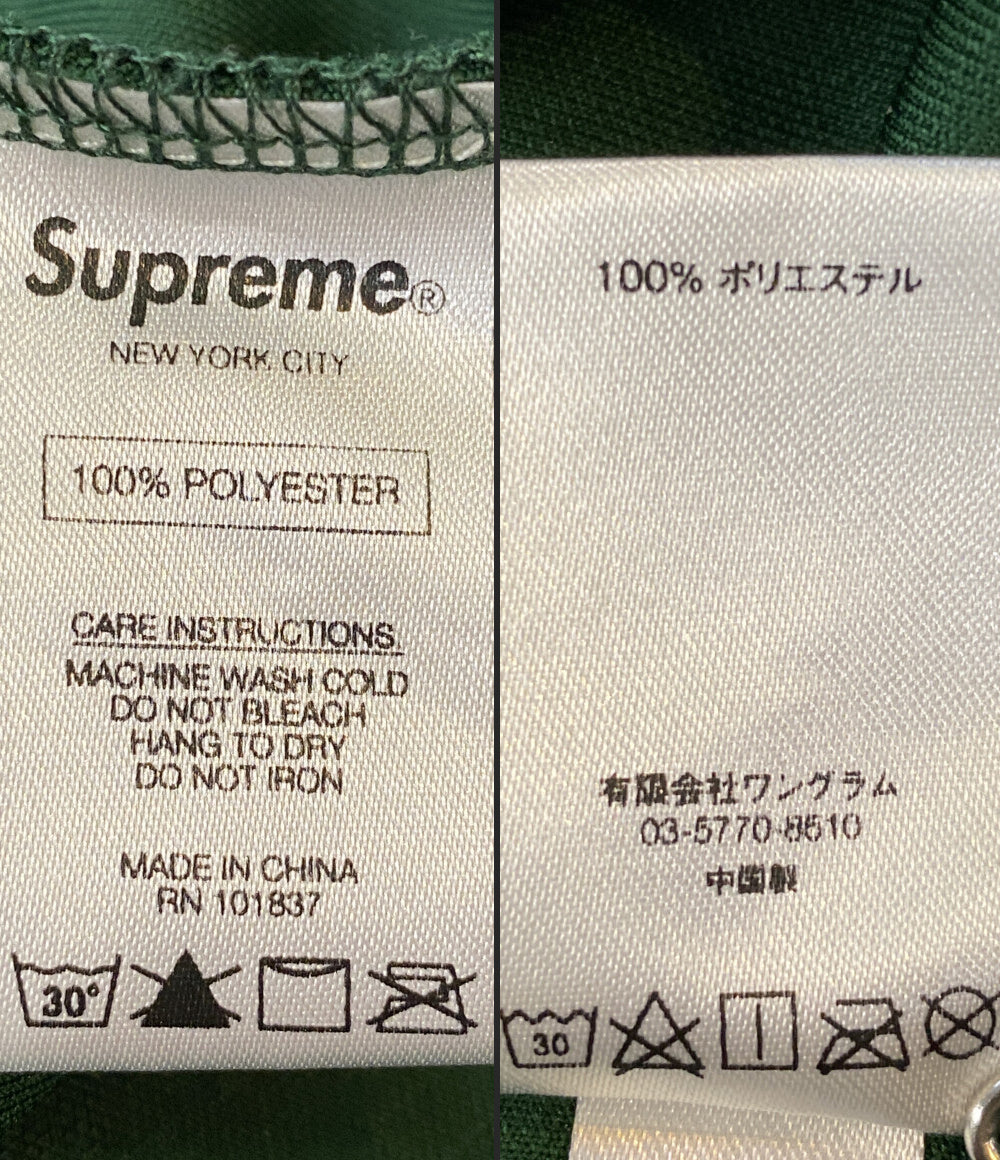 Supreme®
NEW YORK CITY
100% POLYESTER
CARE INSTRUCTIONS
MACHINE WASH COLD
DO NOT BLEACH
HANG TO DRY
DO NOT IRON
MADE IN CHINA
RN 101837
30°
100% ポリエステル
有限会社ワングラム
03-5770-8510
中国製
30